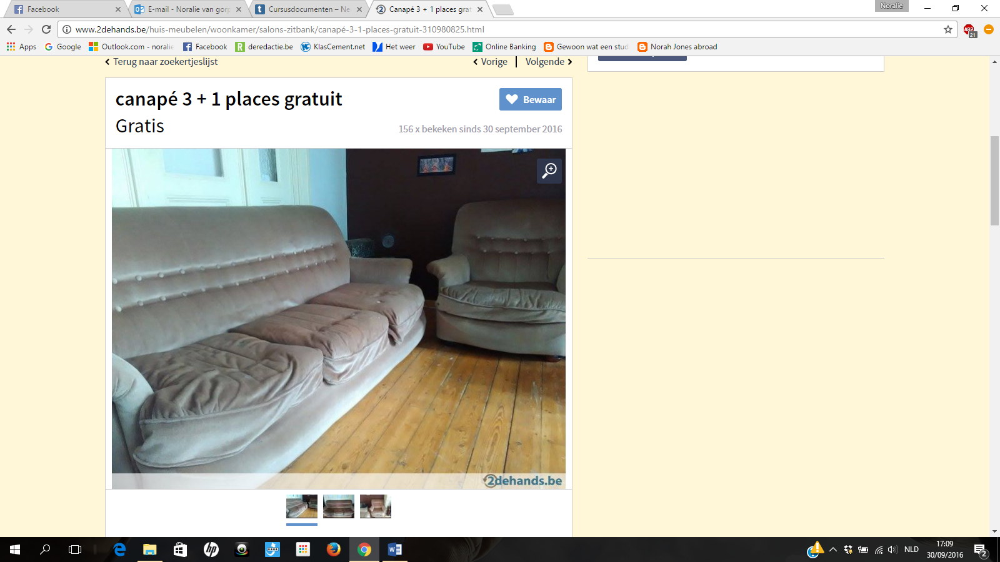 Facebook
E-mail - Noralie van gorp
Cursusdocumenten – Ne
Canapé 3 + 1 places grat
Noralie
www.2dehands.be/huis-meubelen/woonkamer/salons-zitbank/canapé-3-1-places-gratuit-310980825.html
ABP
21
Apps
Google
Outlook.com - noralie
Facebook
deredactie.be
KlasCement.net
Het weer
YouTube
Online Banking
Gewoon wat een stud
Norah Jones abroad
Terug naar zoekertjeslijst
Vorige
Volgende
canapé 3 + 1 places gratuit
Bewaar
Gratis
156 x bekeken sinds 30 september 2016
2dehands.be
NLD
17:09
30/09/2016
2